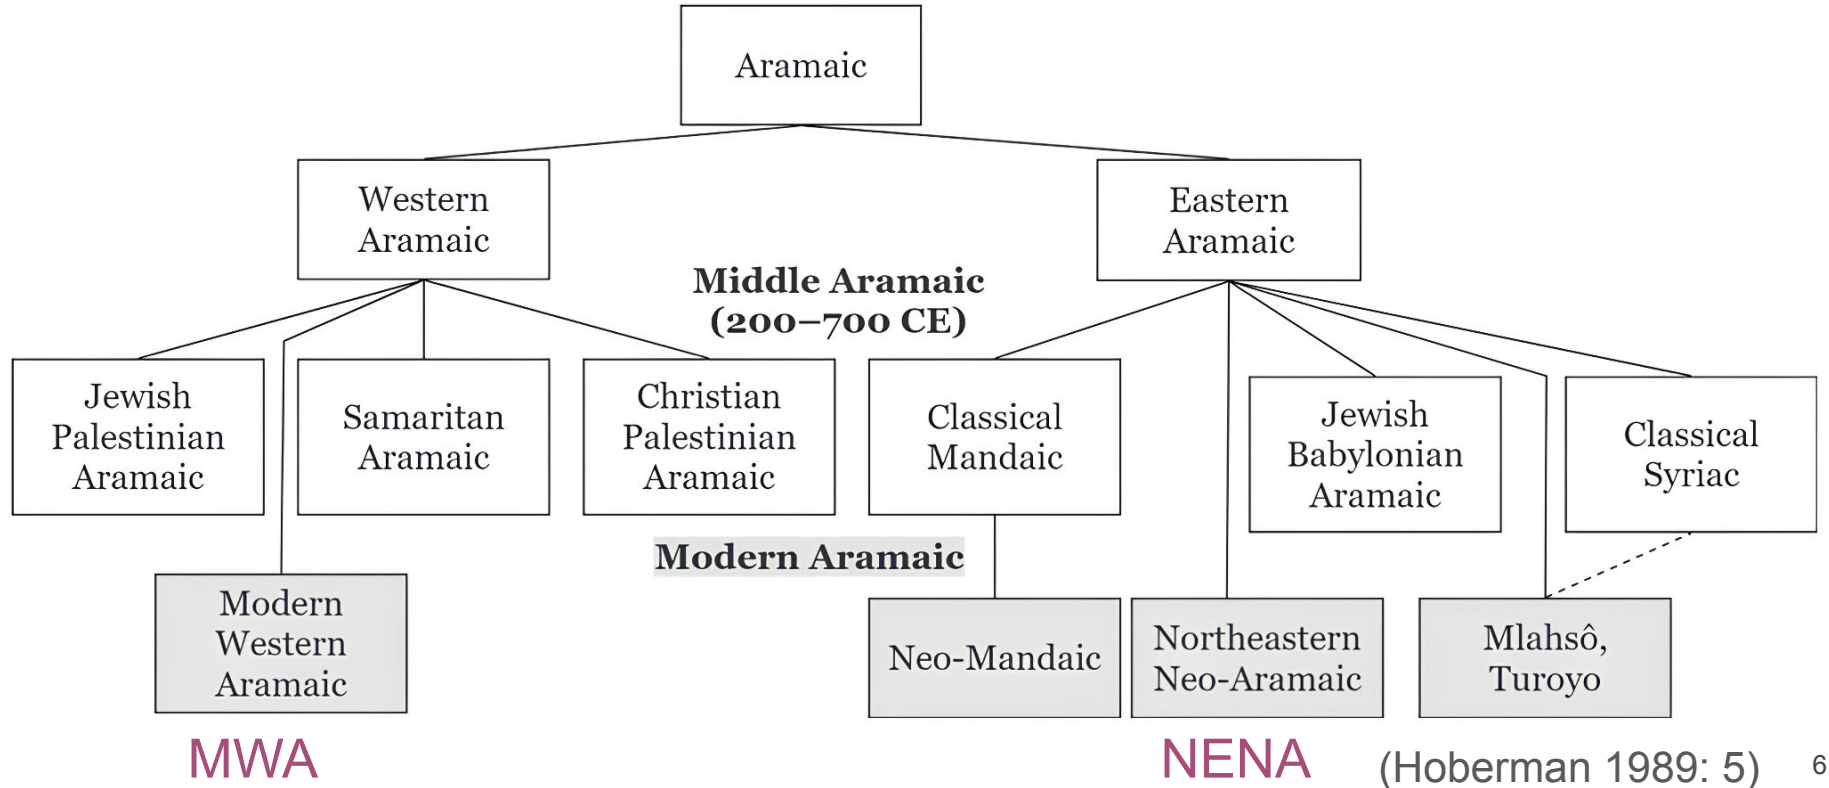 Aramaic
Western
Aramaic
Eastern
Aramaic
Middle Aramaic
(200–700 CE)
Jewish
Palestinian
Aramaic
Samaritan
Aramaic
Christian
Palestinian
Aramaic
Classical
Mandaic
Jewish
Babylonian
Aramaic
Classical
Syriac
Modern Aramaic
Modern
Western
Aramaic
Neo-Mandaic
Northeastern
Neo-Aramaic
Mlahsô,
Turoyo
MWA
NENA
(Hoberman 1989: 5)
6